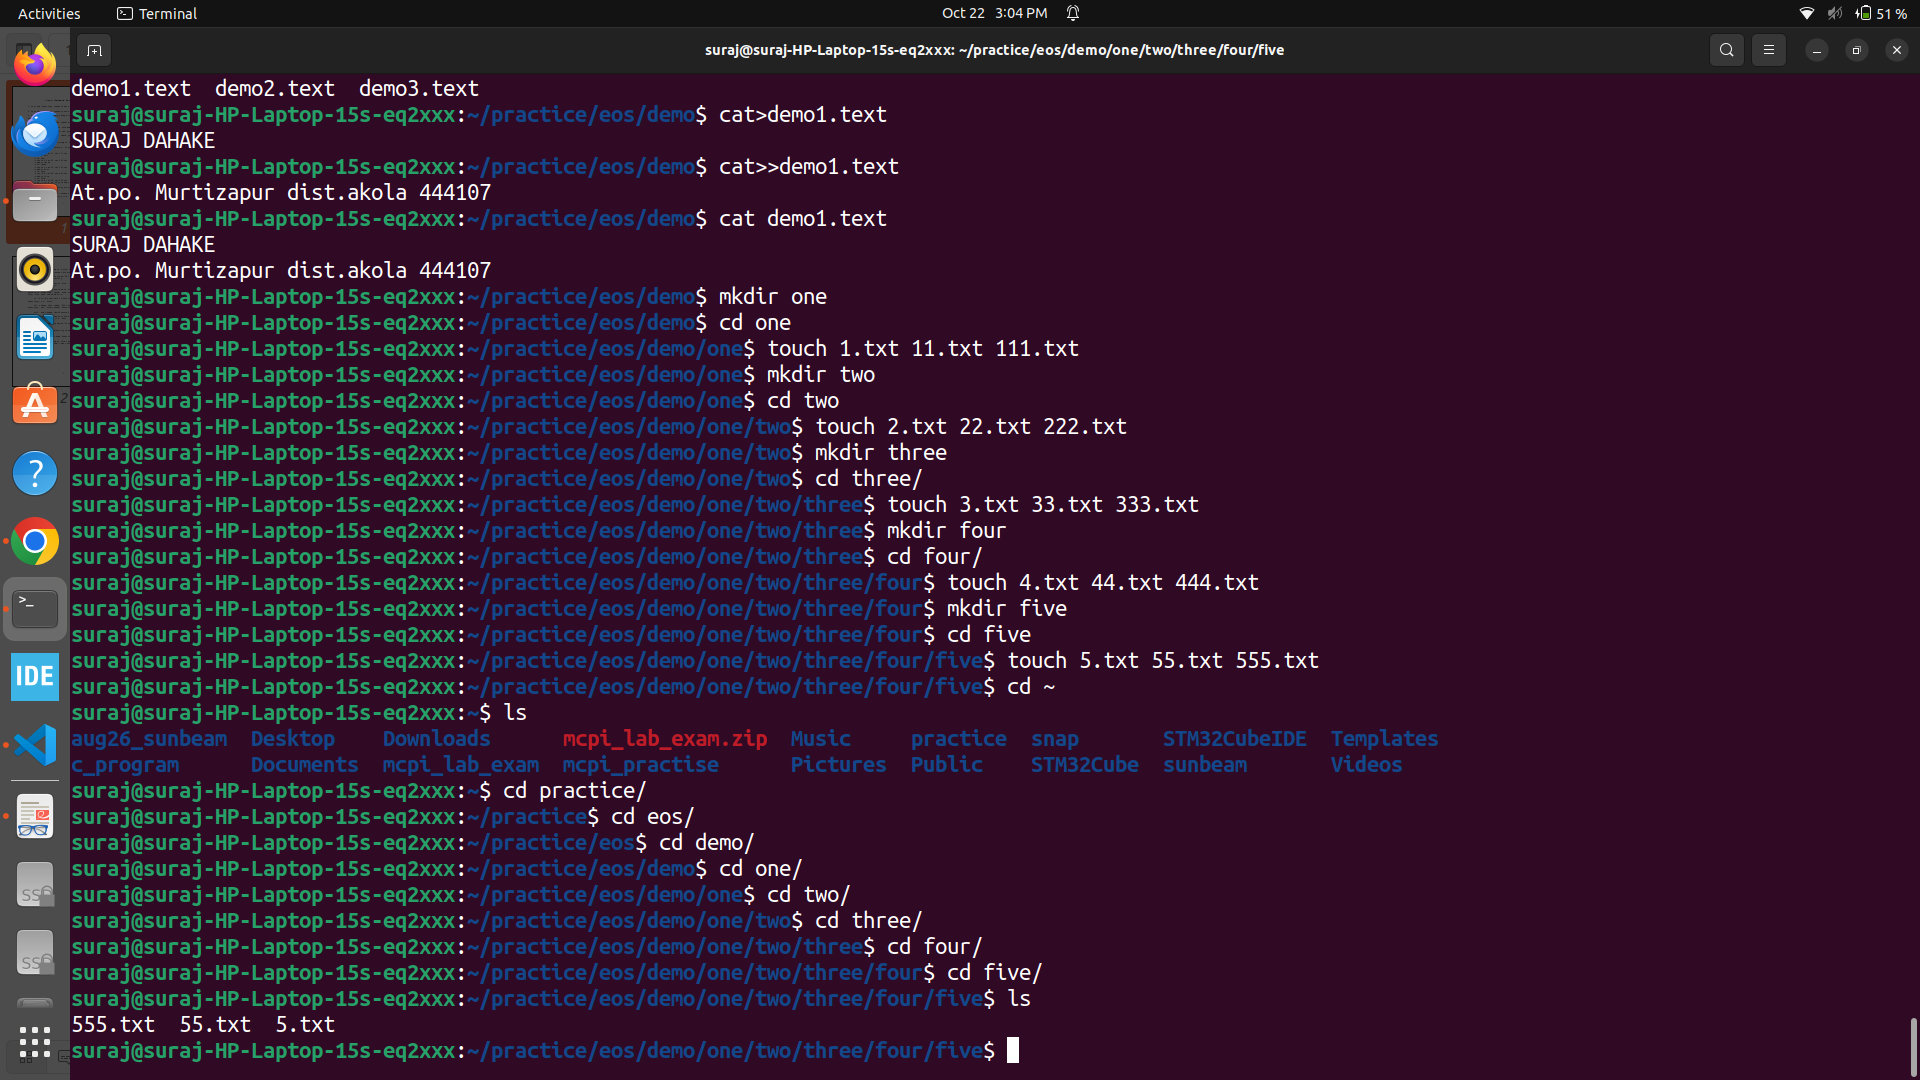 Activities
Terminal
Oct 22 3:04 PM
51 %
suraj@suraj-HP-Laptop-15s-eq2xxx: ~/practice/eos/demo/one/two/three/four/five
demo1.text demo2.text demo3.text
suraj@suraj-HP-Laptop-15s-eq2xxx:~/practice/eos/demo$ cat>demo1.text
SURAJ DAHAKE
suraj@suraj-HP-Laptop-15s-eq2xxx:~/practice/eos/demo$ cat>>demo1.text
At.po. Murtizapur dist.akola 444107
suraj@suraj-HP-Laptop-15s-eq2xxx:~/practice/eos/demo$ cat demo1.text
SURAJ DAHAKE
At.po. Murtizapur dist.akola 444107
suraj@suraj-HP-Laptop-15s-eq2xxx:~/practice/eos/demo$ mkdir one
suraj@suraj-HP-Laptop-15s-eq2xxx:~/practice/eos/demo$ cd one
suraj@suraj-HP-Laptop-15s-eq2xxx:~/practice/eos/demo/one$ touch 1.txt 11.txt 111.txt
suraj@suraj-HP-Laptop-15s-eq2xxx:~/practice/eos/demo/one$ mkdir two
suraj@suraj-HP-Laptop-15s-eq2xxx:~/practice/eos/demo/one$ cd two
suraj@suraj-HP-Laptop-15s-eq2xxx:~/practice/eos/demo/one/two$ touch 2.txt 22.txt 222.txt
suraj@suraj-HP-Laptop-15s-eq2xxx:~/practice/eos/demo/one/two$ mkdir three
suraj@suraj-HP-Laptop-15s-eq2xxx:~/practice/eos/demo/one/two$ cd three/
suraj@suraj-HP-Laptop-15s-eq2xxx:~/practice/eos/demo/one/two/three$ touch 3.txt 33.txt 333.txt
suraj@suraj-HP-Laptop-15s-eq2xxx:~/practice/eos/demo/one/two/three$ mkdir four
suraj@suraj-HP-Laptop-15s-eq2xxx:~/practice/eos/demo/one/two/three$ cd four/
suraj@suraj-HP-Laptop-15s-eq2xxx:~/practice/eos/demo/one/two/three/four$ touch 4.txt 44.txt 444.txt
suraj@suraj-HP-Laptop-15s-eq2xxx:~/practice/eos/demo/one/two/three/four$ mkdir five
suraj@suraj-HP-Laptop-15s-eq2xxx:~/practice/eos/demo/one/two/three/four$ cd five
suraj@suraj-HP-Laptop-15s-eq2xxx:~/practice/eos/demo/one/two/three/four/five$ touch 5.txt 55.txt 555.txt
suraj@suraj-HP-Laptop-15s-eq2xxx:~/practice/eos/demo/one/two/three/four/five$ cd ~
suraj@suraj-HP-Laptop-15s-eq2xxx:~$ ls
aug26_sunbeam Desktop Downloads mcpi_lab_exam.zip Music practice snap STM32CubeIDE Templates
c_program Documents mcpi_lab_exam mcpi_practise Pictures Public STM32Cube sunbeam Videos
suraj@suraj-HP-Laptop-15s-eq2xxx:~$ cd practice/
suraj@suraj-HP-Laptop-15s-eq2xxx:~/practice$ cd eos/
suraj@suraj-HP-Laptop-15s-eq2xxx:~/practice/eos$ cd demo/
suraj@suraj-HP-Laptop-15s-eq2xxx:~/practice/eos/demo$ cd one/
suraj@suraj-HP-Laptop-15s-eq2xxx:~/practice/eos/demo/one$ cd two/
suraj@suraj-HP-Laptop-15s-eq2xxx:~/practice/eos/demo/one/two$ cd three/
suraj@suraj-HP-Laptop-15s-eq2xxx:~/practice/eos/demo/one/two/three$ cd four/
suraj@suraj-HP-Laptop-15s-eq2xxx:~/practice/eos/demo/one/two/three/four$ cd five/
suraj@suraj-HP-Laptop-15s-eq2xxx:~/practice/eos/demo/one/two/three/four/five$ ls
555.txt 55.txt 5.txt
suraj@suraj-HP-Laptop-15s-eq2xxx:~/practice/eos/demo/one/two/three/four/five$
IDE